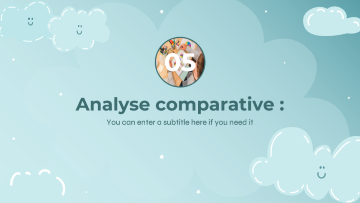 05
Analyse comparative :
You can enter a subtitle here if you need it